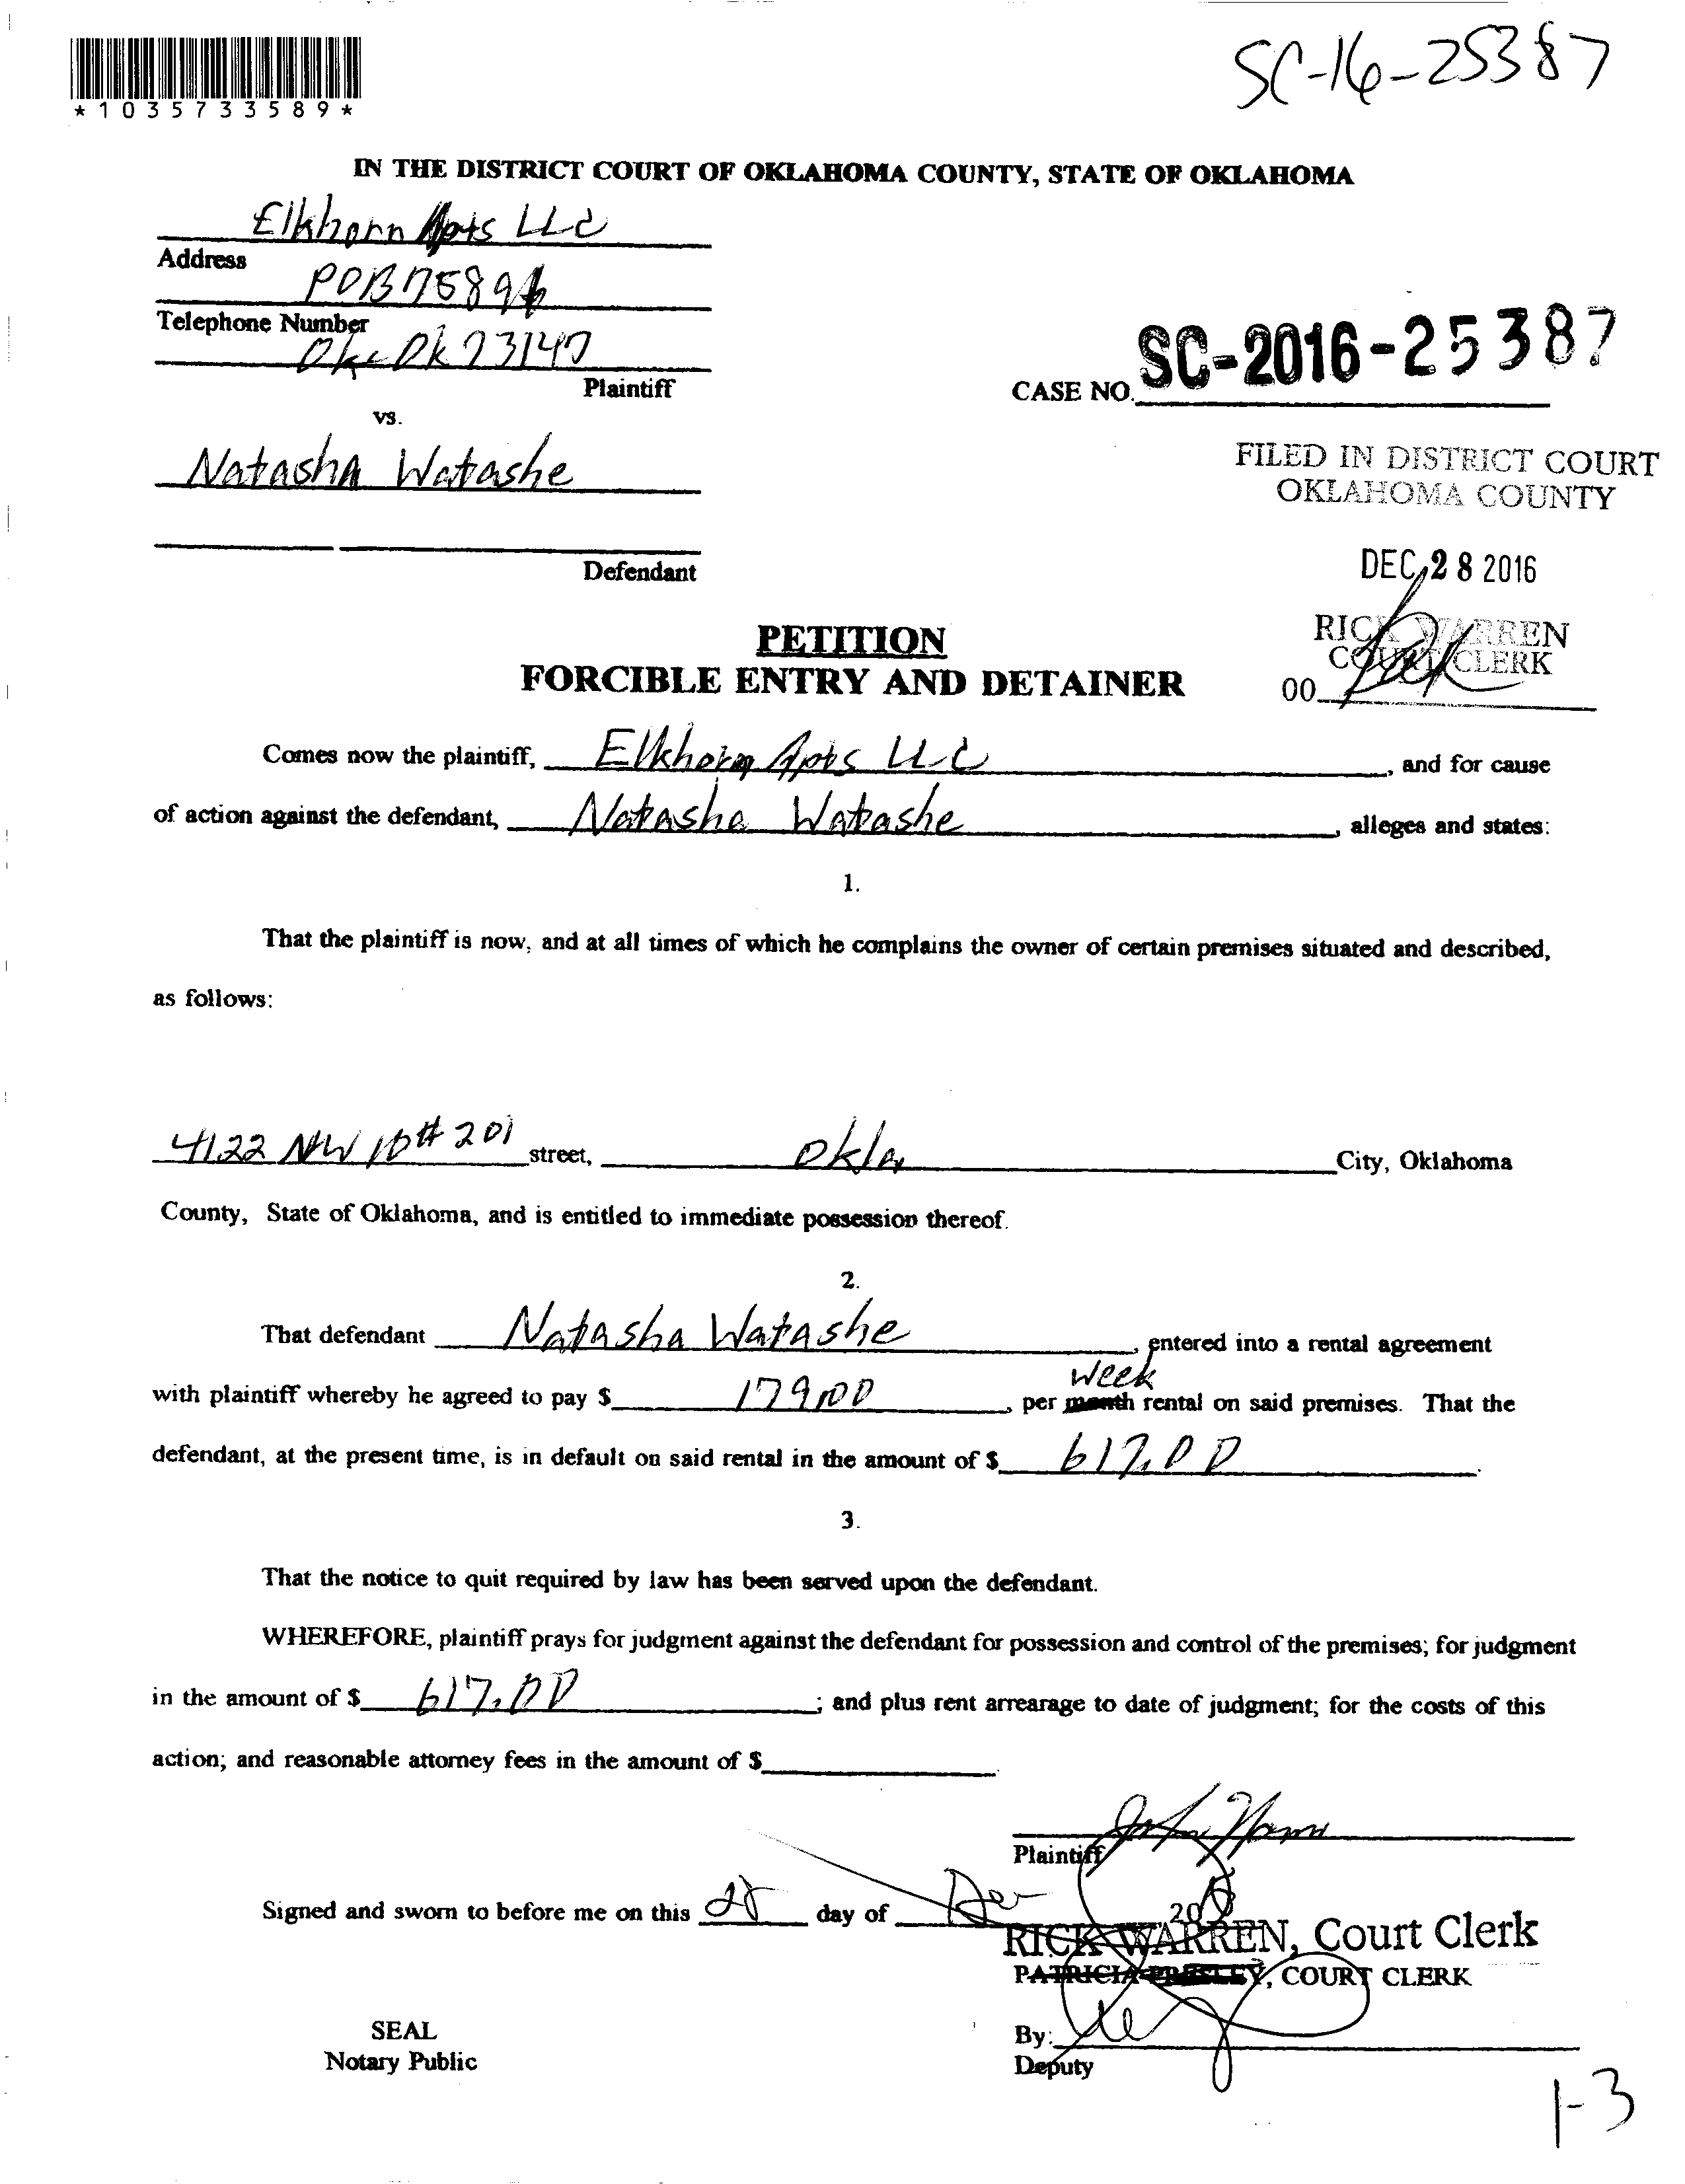 SC-16-25387
*1035733589*
IN THE DISTRICT COURT OF OKLAHOMA COUNTY, STATE OF OKLAHOMA
Elkhorn Apts LLC
Address
POB 75894
Telephone Number
Okc Ok 73147
Plaintiff
CASE NO. SC-2016-25387
vs.
Natasha Watashe
FILED IN DISTRICT COURT
OKLAHOMA COUNTY
Defendant
DEC 28 2016
RICK WARREN
COURT CLERK
00
PETITION
FORCIBLE ENTRY AND DETAINER
Comes now the plaintiff, Elkhorn Apts LLC, and for cause
of action against the defendant, Natasha Watashe, alleges and states:
1.
That the plaintiff is now, and at all times of which he complains the owner of certain premises situated and described,
as follows:
4122 NW 10 # 201 street, Okla City, Oklahoma
County, State of Oklahoma, and is entitled to immediate possession thereof.
2.
That defendant Natasha Watashe, entered into a rental agreement
week
with plaintiff whereby he agreed to pay $ 179.00, per month rental on said premises. That the
defendant, at the present time, is in default on said rental in the amount of $ 617.00.
3.
That the notice to quit required by law has been served upon the defendant.
WHEREFORE, plaintiff prays for judgment against the defendant for possession and control of the premises; for judgment
in the amount of $ 617.00; and plus rent arrearage to date of judgment; for the costs of this
action; and reasonable attorney fees in the amount of $
Plaintiff
Signed and sworn to before me on this 28 day of Dec 20
RICK WARREN, Court Clerk
PATRICIA PRESLEY, COURT CLERK
SEAL
Notary Public
By:
Deputy
1-3